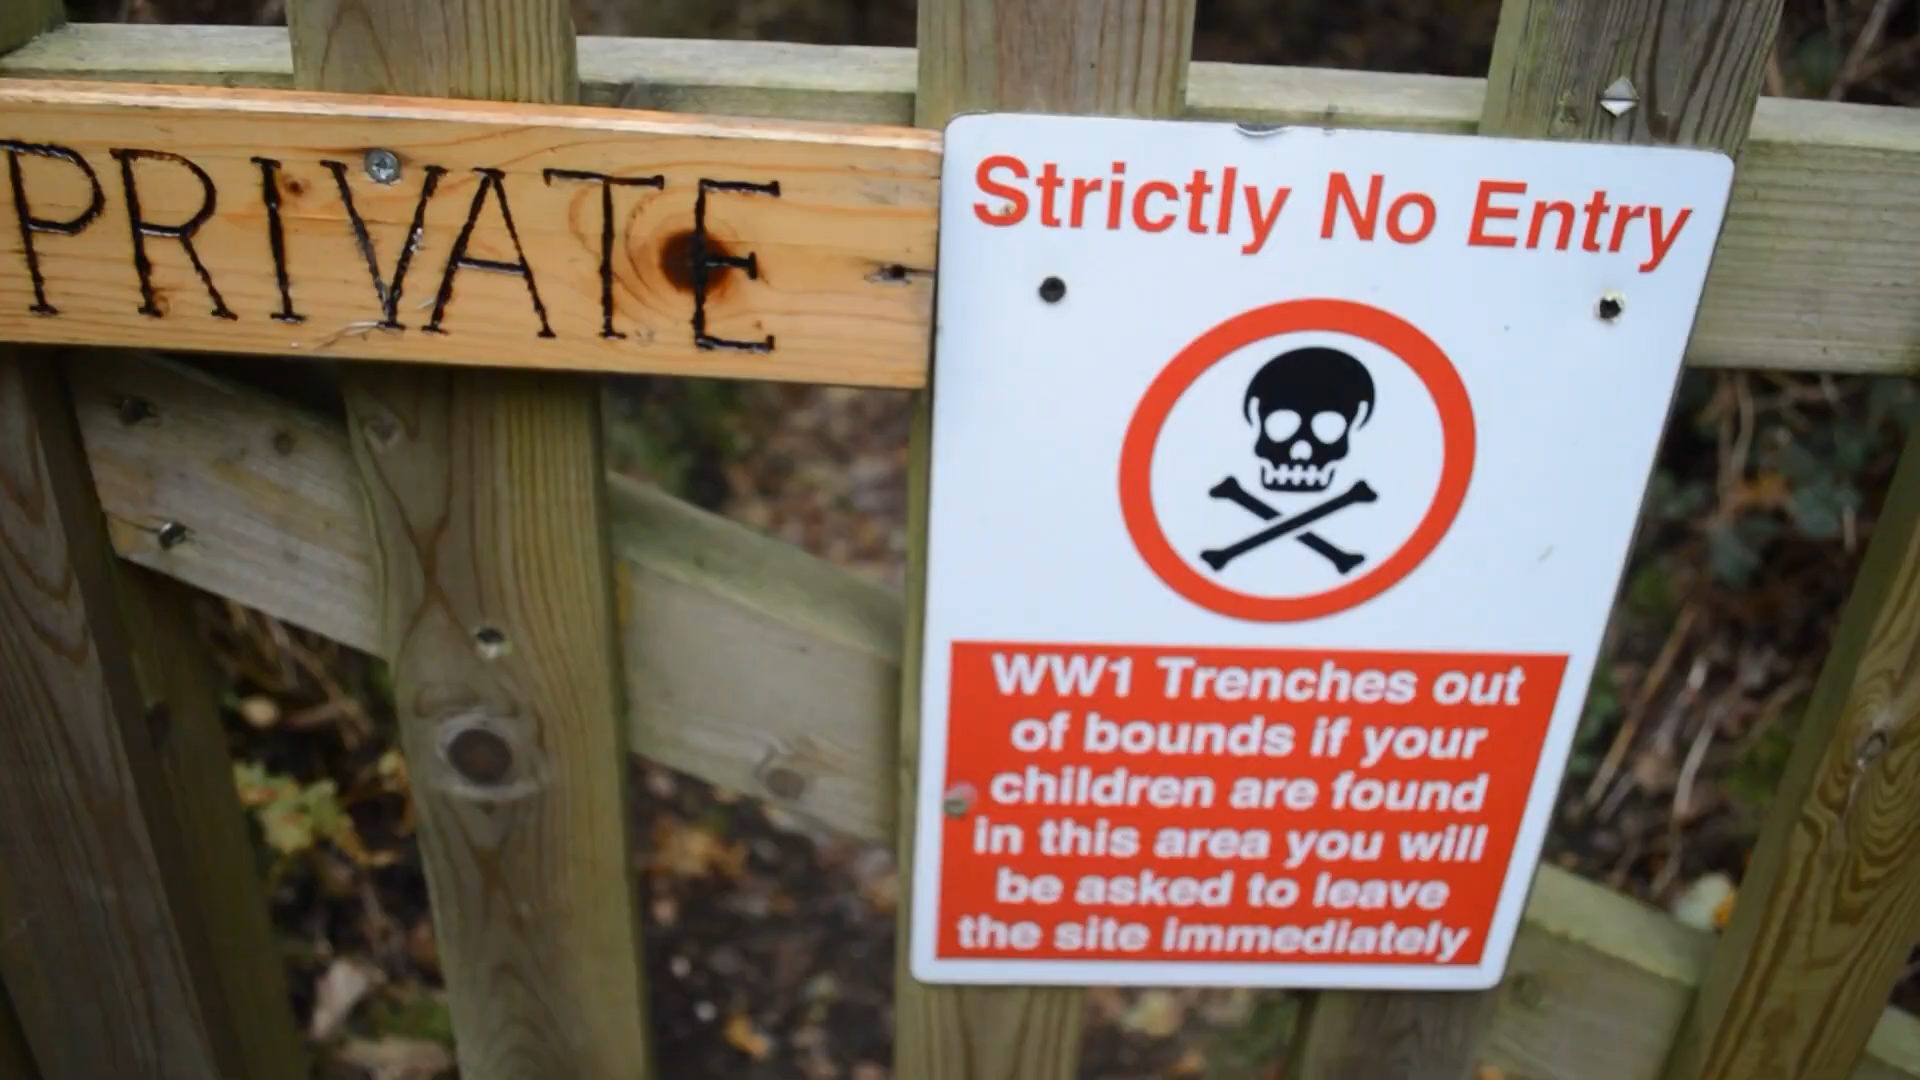 PRIVATE
Strictly No Entry
WW1 Trenches out
of bounds if your
children are found
in this area you will
be asked to leave
the site immediately